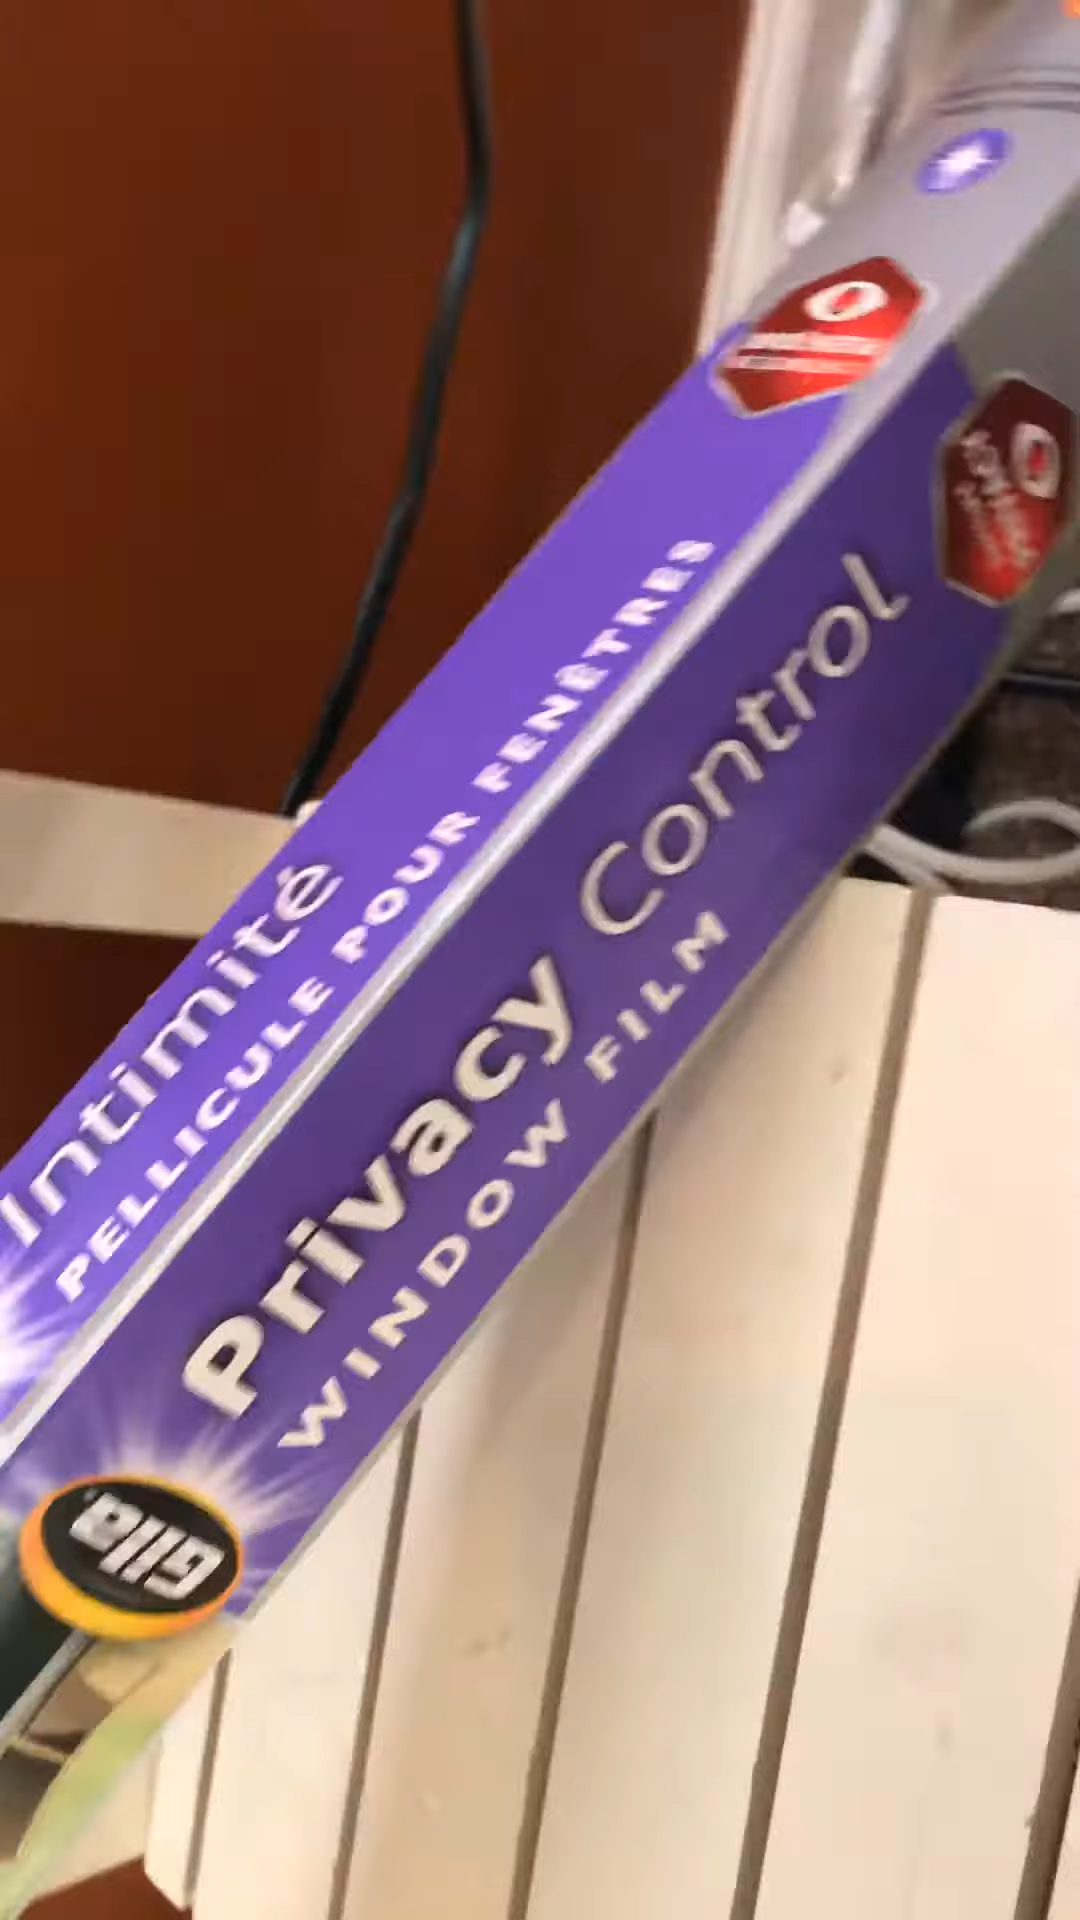 Intimité
PELLICULE POUR FENÊTRES
Privacy Control
WINDOW FILM
Gila